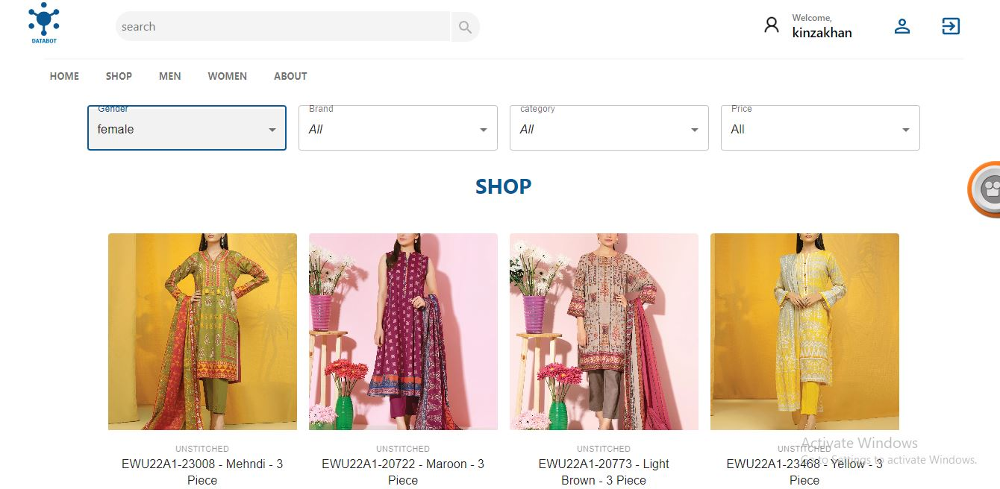 DATABOT
search
Welcome,
kinzakhan
HOME SHOP MEN WOMEN ABOUT
Gender Brand category Price
female All All All
SHOP
UNSTITCHED
EWU22A1-23008 - Mehndi - 3
Piece
UNSTITCHED
EWU22A1-20722 - Maroon - 3
Piece
UNSTITCHED
EWU22A1-20773 - Light
Brown - 3 Piece
UNSTITCHED
EWU22A1-23468 - Yellow - 3
Piece
Activate Windows
Go to Settings to activate Windows.